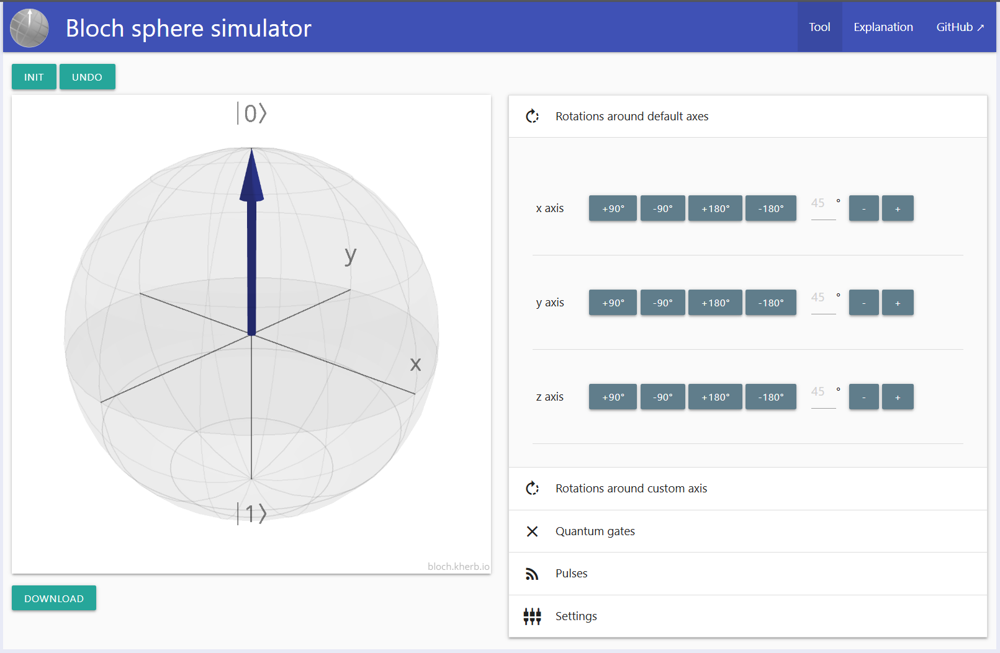 Bloch sphere simulator
Tool Explanation GitHub ↗
INIT UNDO
|0⟩
y
x
|1⟩
bloch.kherb.io
DOWNLOAD
Rotations around default axes
x axis +90° -90° +180° -180° 45 ° - +
y axis +90° -90° +180° -180° 45 ° - +
z axis +90° -90° +180° -180° 45 ° - +
Rotations around custom axis
Quantum gates
Pulses
Settings